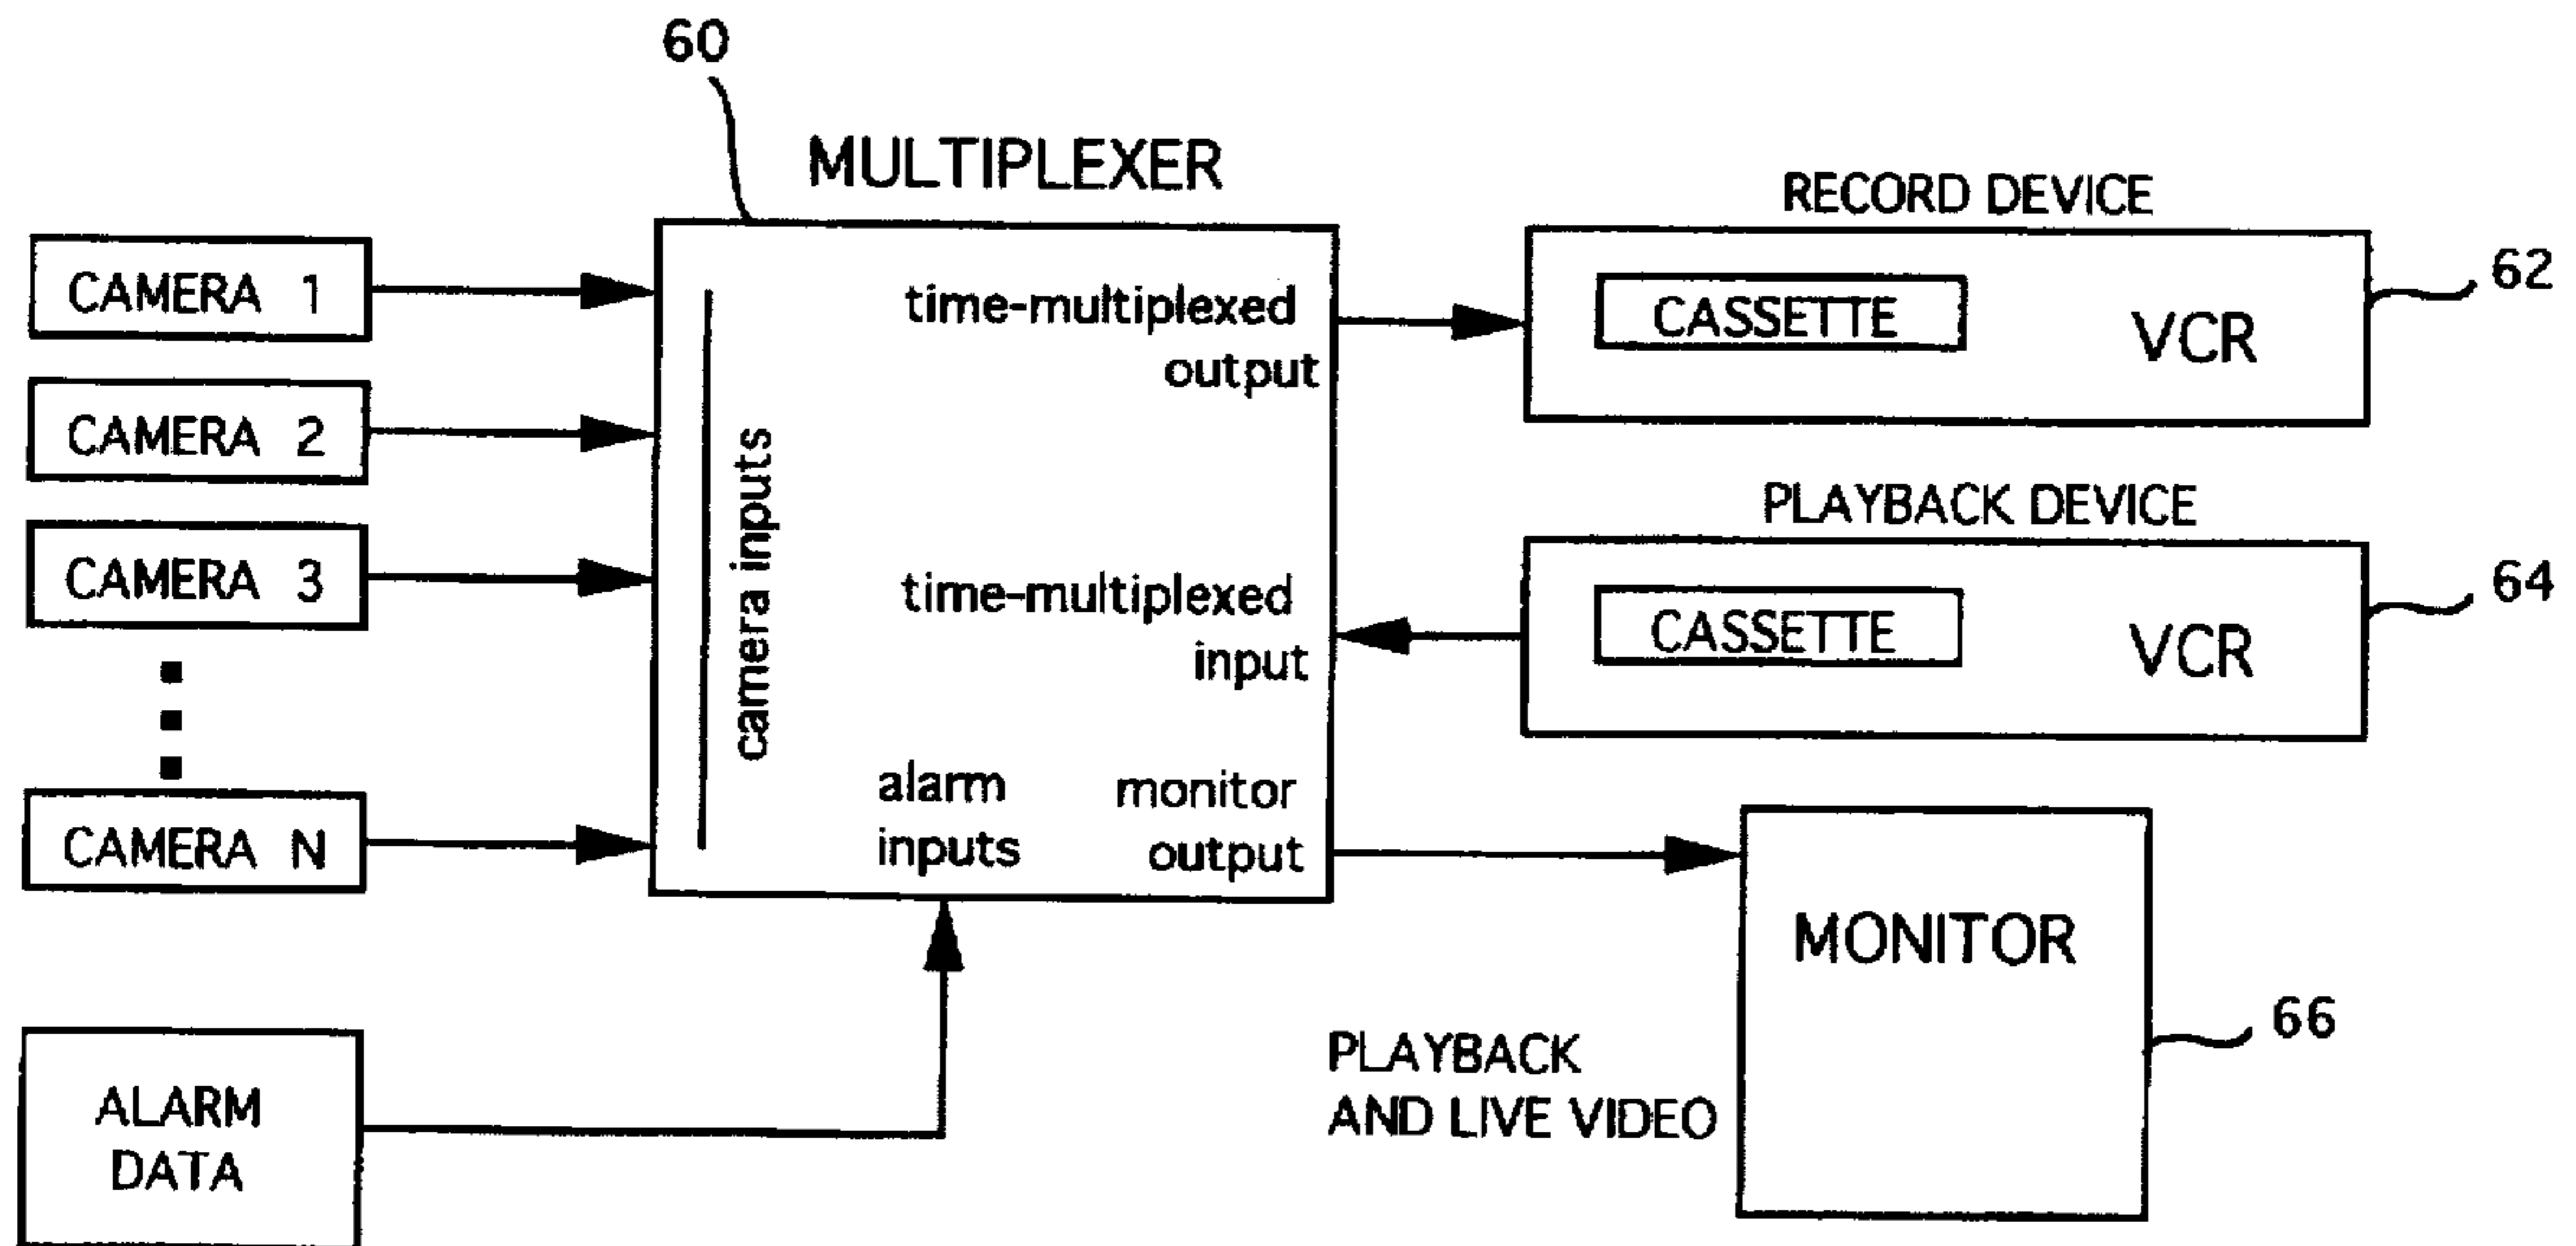 60
MULTIPLEXER
CAMERA 1
CAMERA 2
CAMERA 3
CAMERA N
ALARM
DATA
camera inputs
time-multiplexed
output
time-multiplexed
input
alarm
inputs
monitor
output
RECORD DEVICE
CASSETTE
VCR
62
PLAYBACK DEVICE
CASSETTE
VCR
64
MONITOR
66
PLAYBACK
AND LIVE VIDEO